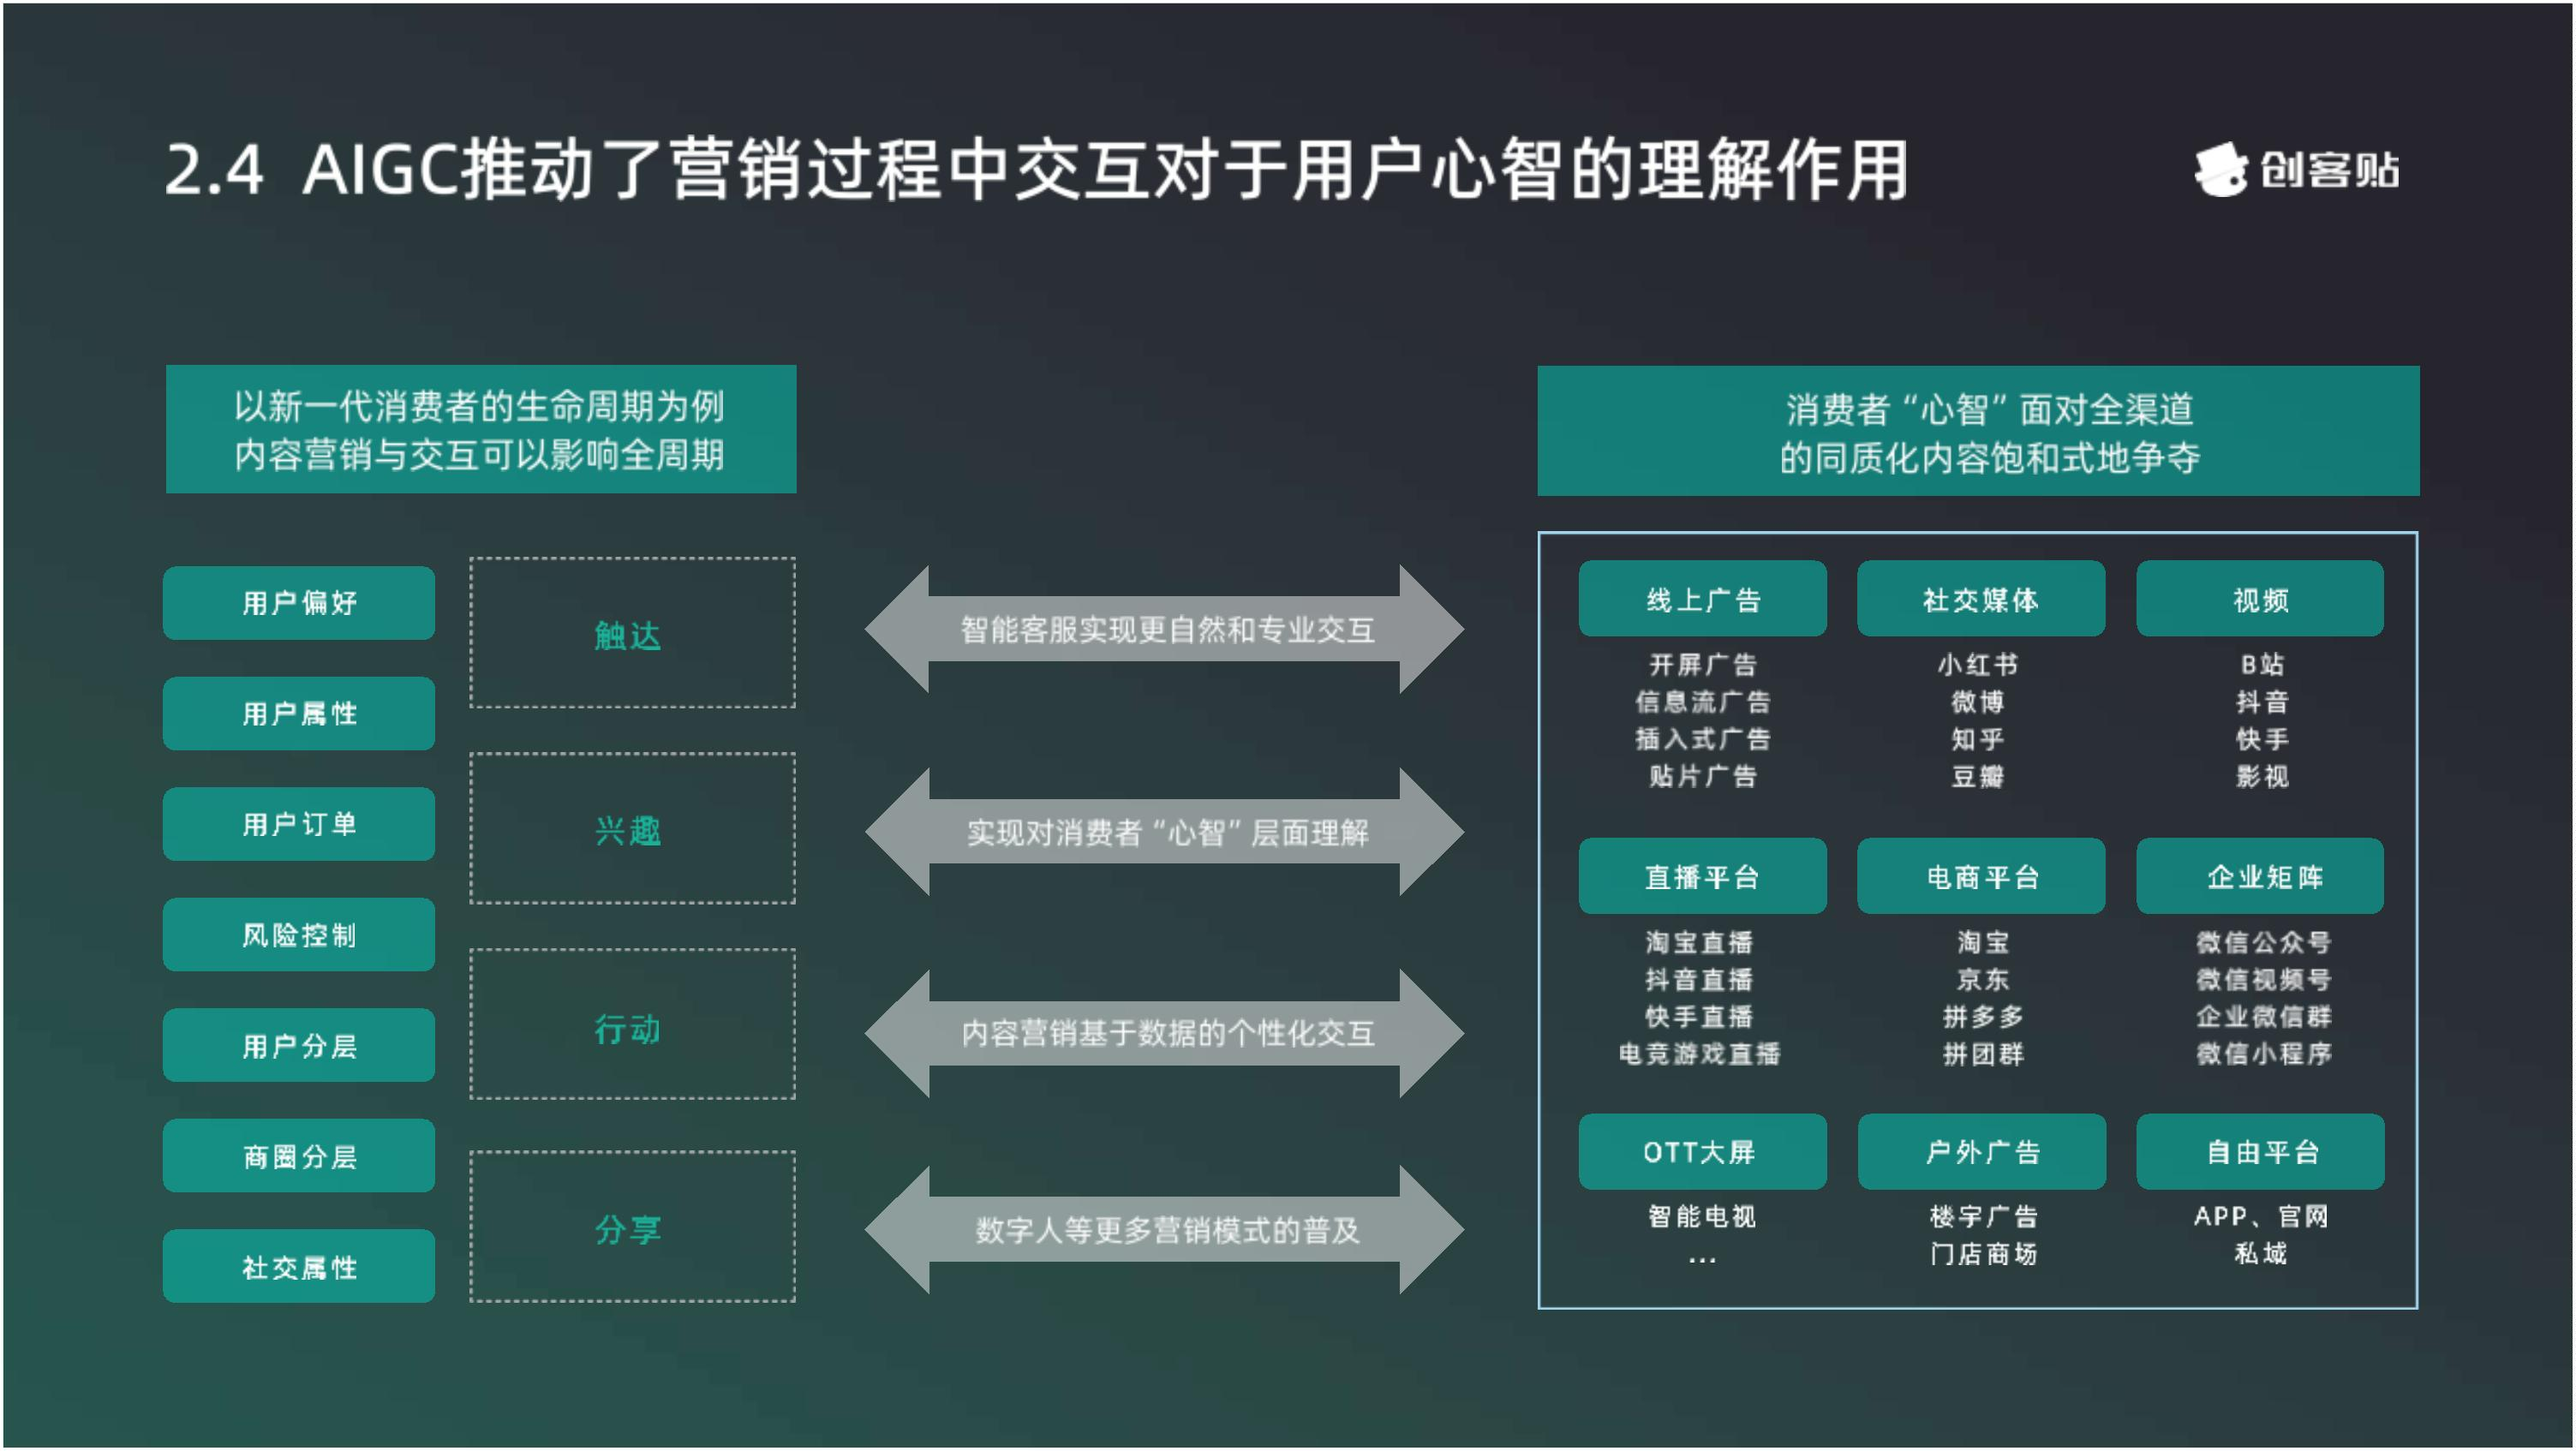 2.4 AIGC推动了营销过程中交互对于用户心智的理解作用
创客贴
以新一代消费者的生命周期为例
内容营销与交互可以影响全周期
用户偏好
用户属性
用户订单
风险控制
用户分层
商圈分层
社交属性
触达
兴趣
行动
分享
智能客服实现更自然和专业交互
实现对消费者“心智”层面理解
内容营销基于数据的个性化交互
数字人等更多营销模式的普及
消费者“心智”面对全渠道
的同质化内容饱和式地争夺
线上广告
开屏广告
信息流广告
插入式广告
贴片广告
社交媒体
小红书
微博
知乎
豆瓣
视频
B站
抖音
快手
影视
直播平台
淘宝直播
抖音直播
快手直播
电竞游戏直播
电商平台
淘宝
京东
拼多多
拼团群
企业矩阵
微信公众号
微信视频号
企业微信群
微信小程序
OTT大屏
智能电视
...
户外广告
楼宇广告
门店商场
自由平台
APP、官网
私域